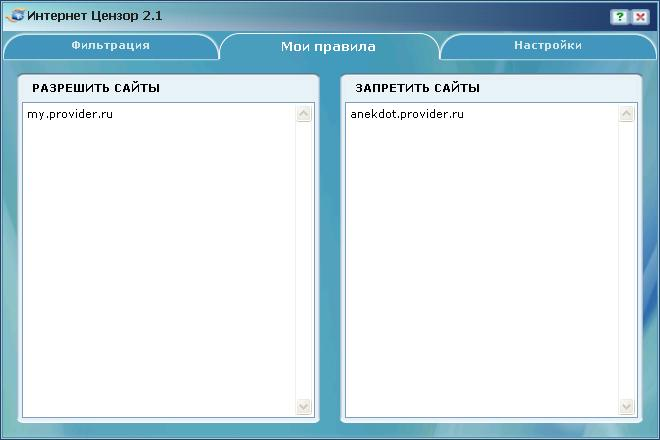 Интернет Цензор 2.1
Фильтрация
Мои правила
Настройки
РАЗРЕШИТЬ САЙТЫ
ЗАПРЕТИТЬ САЙТЫ
my.provider.ru
anekdot.provider.ru